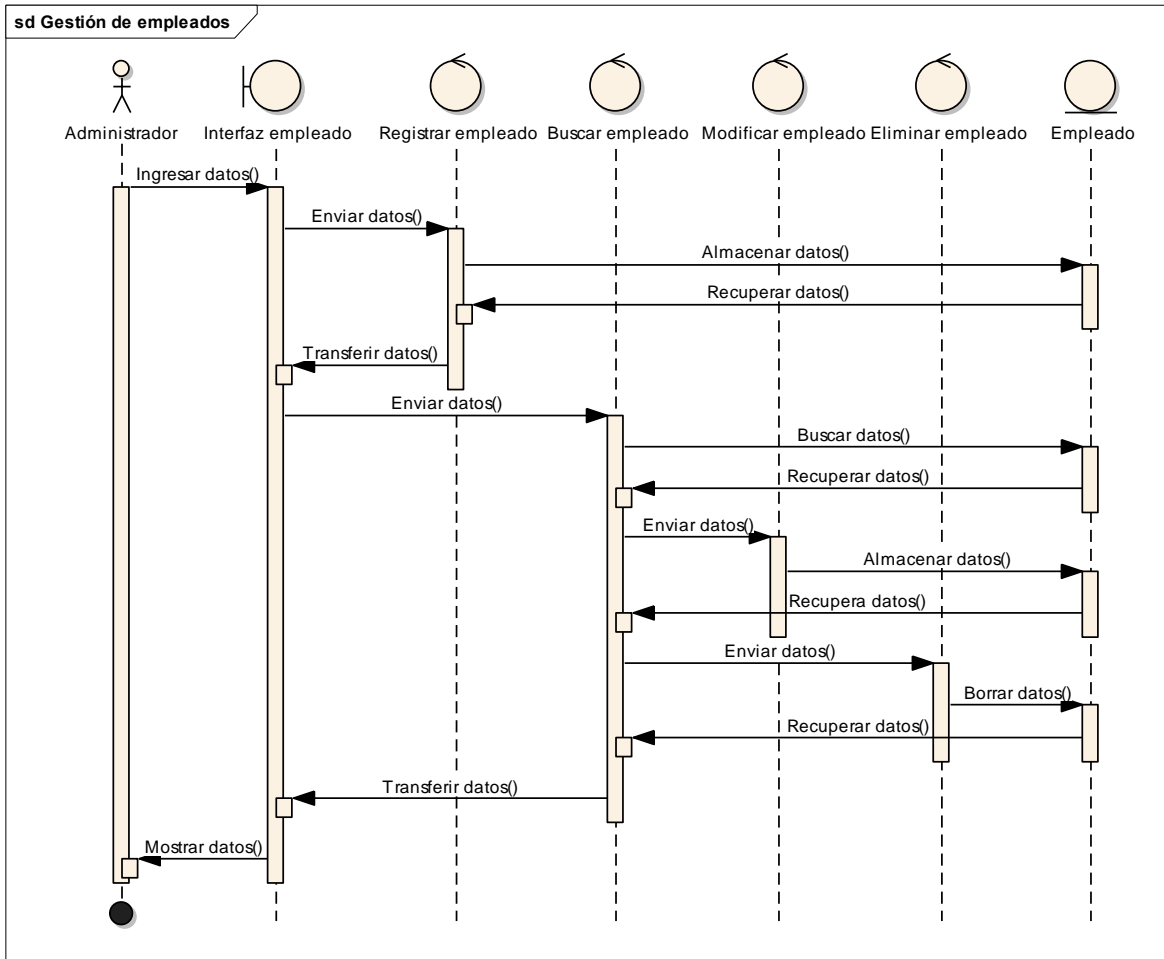 sd Gestión de empleados
Administrador
Interfaz empleado
Registrar empleado
Buscar empleado
Modificar empleado
Eliminar empleado
Empleado
Ingresar datos()
Enviar datos()
Almacenar datos()
Recuperar datos()
Transferir datos()
Enviar datos()
Buscar datos()
Recuperar datos()
Enviar datos()
Almacenar datos()
Recupera datos()
Enviar datos()
Borrar datos()
Recuperar datos()
Transferir datos()
Mostrar datos()